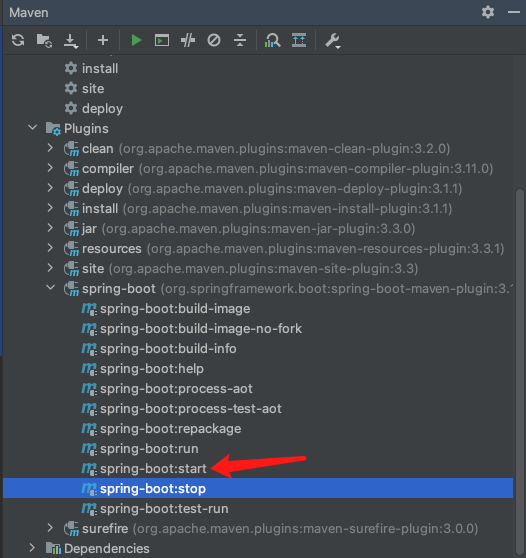 Maven
install
site
deploy
Plugins
clean (org.apache.maven.plugins:maven-clean-plugin:3.2.0)
compiler (org.apache.maven.plugins:maven-compiler-plugin:3.11.0)
deploy (org.apache.maven.plugins:maven-deploy-plugin:3.1.1)
install (org.apache.maven.plugins:maven-install-plugin:3.1.1)
jar (org.apache.maven.plugins:maven-jar-plugin:3.3.0)
resources (org.apache.maven.plugins:maven-resources-plugin:3.3.1)
site (org.apache.maven.plugins:maven-site-plugin:3.3)
spring-boot (org.springframework.boot:spring-boot-maven-plugin:3.
spring-boot:build-image
spring-boot:build-image-no-fork
spring-boot:build-info
spring-boot:help
spring-boot:process-aot
spring-boot:process-test-aot
spring-boot:repackage
spring-boot:run
spring-boot:start
spring-boot:stop
spring-boot:test-run
surefire (org.apache.maven.plugins:maven-surefire-plugin:3.0.0)
Dependencies